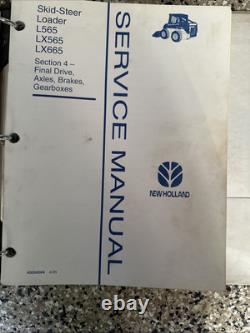 Skid-Steer
Loader
L565
LX565
LX665
Section 4 –
Final Drive,
Axles, Brakes,
Gearboxes
SERVICE MANUAL
NEW HOLLAND